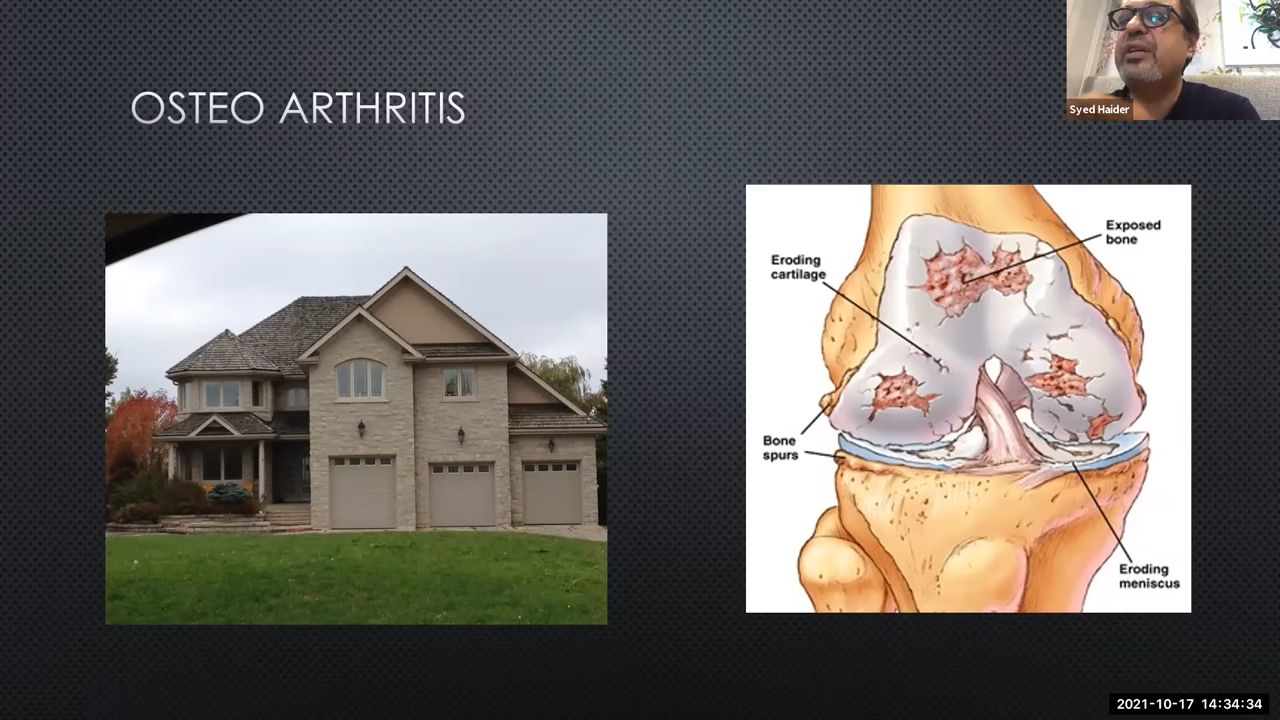 OSTEO ARTHRITIS
Syed Haider
Exposed
bone
Eroding
cartilage
Bone
spurs
Eroding
meniscus
2021-10-17 14:34:34